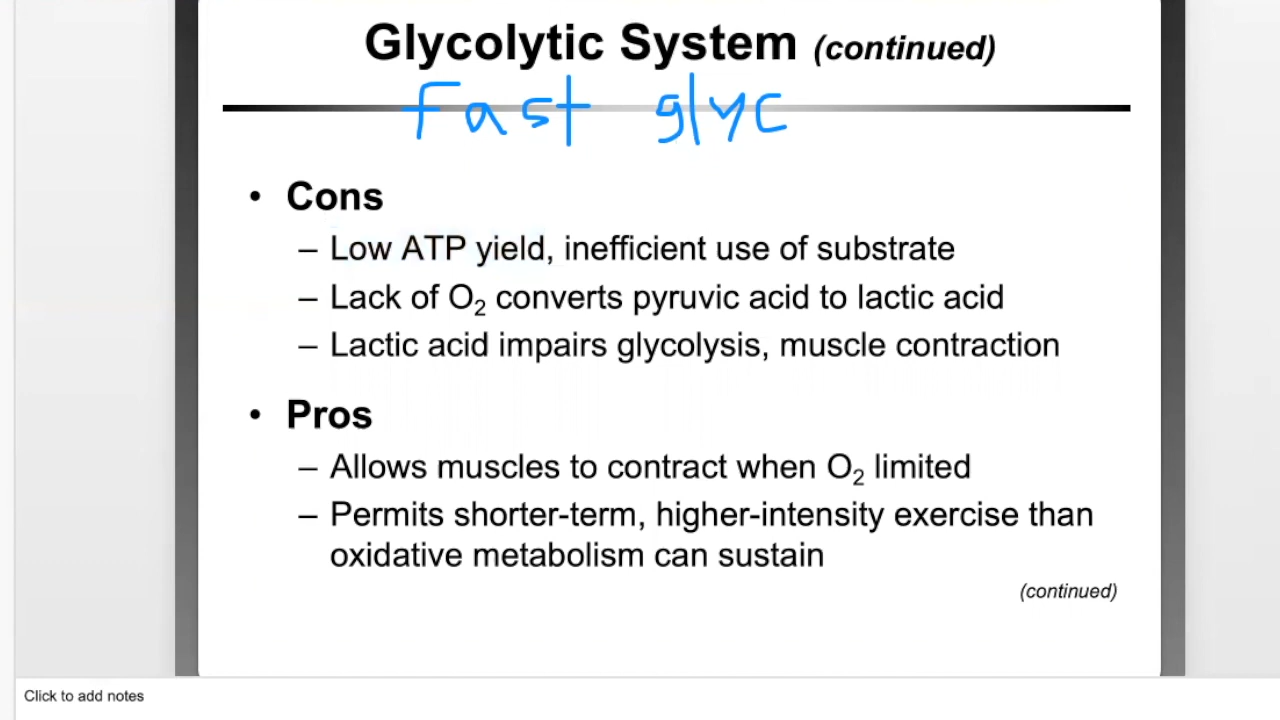 Glycolytic System (continued)
Fast glyc
• Cons
– Low ATP yield, inefficient use of substrate
– Lack of O₂ converts pyruvic acid to lactic acid
– Lactic acid impairs glycolysis, muscle contraction
• Pros
– Allows muscles to contract when O₂ limited
– Permits shorter-term, higher-intensity exercise than
oxidative metabolism can sustain
(continued)
Click to add notes